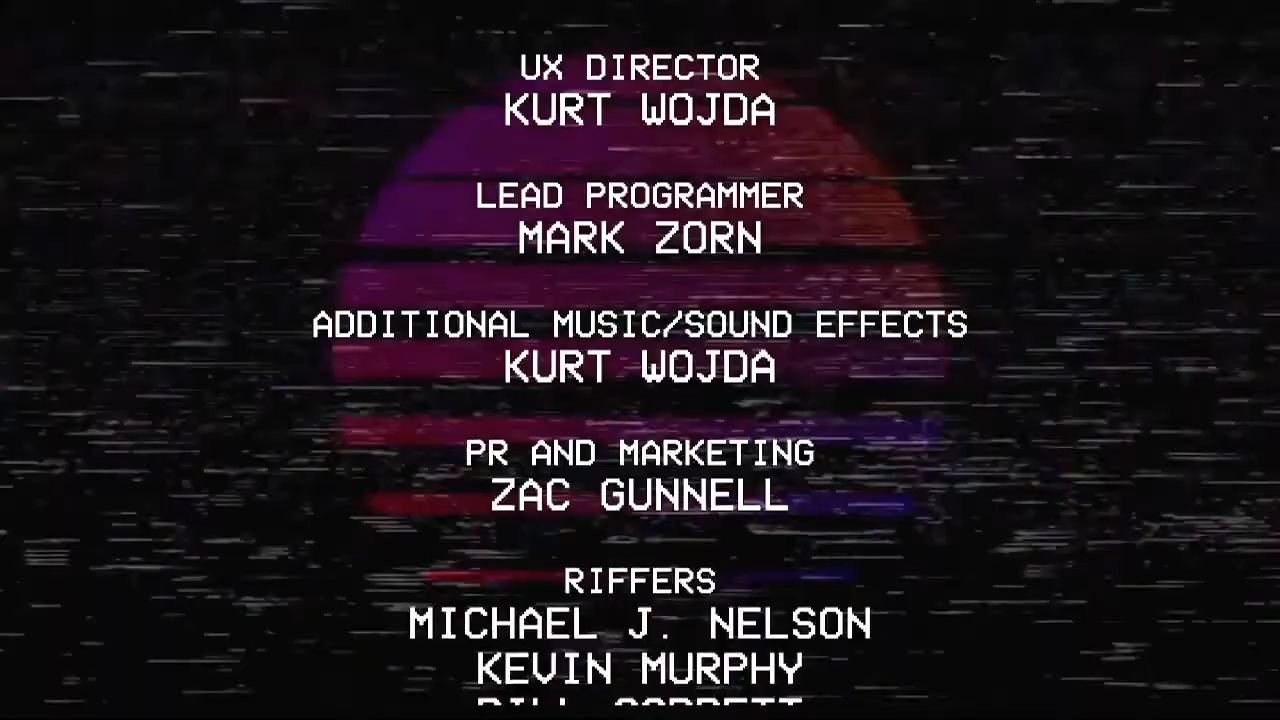 UX DIRECTOR
KURT WOJDA
LEAD PROGRAMMER
MARK ZORN
ADDITIONAL MUSIC/SOUND EFFECTS
KURT WOJDA
PR AND MARKETING
ZAC GUNNELL
RIFFERS
MICHAEL J. NELSON
KEVIN MURPHY